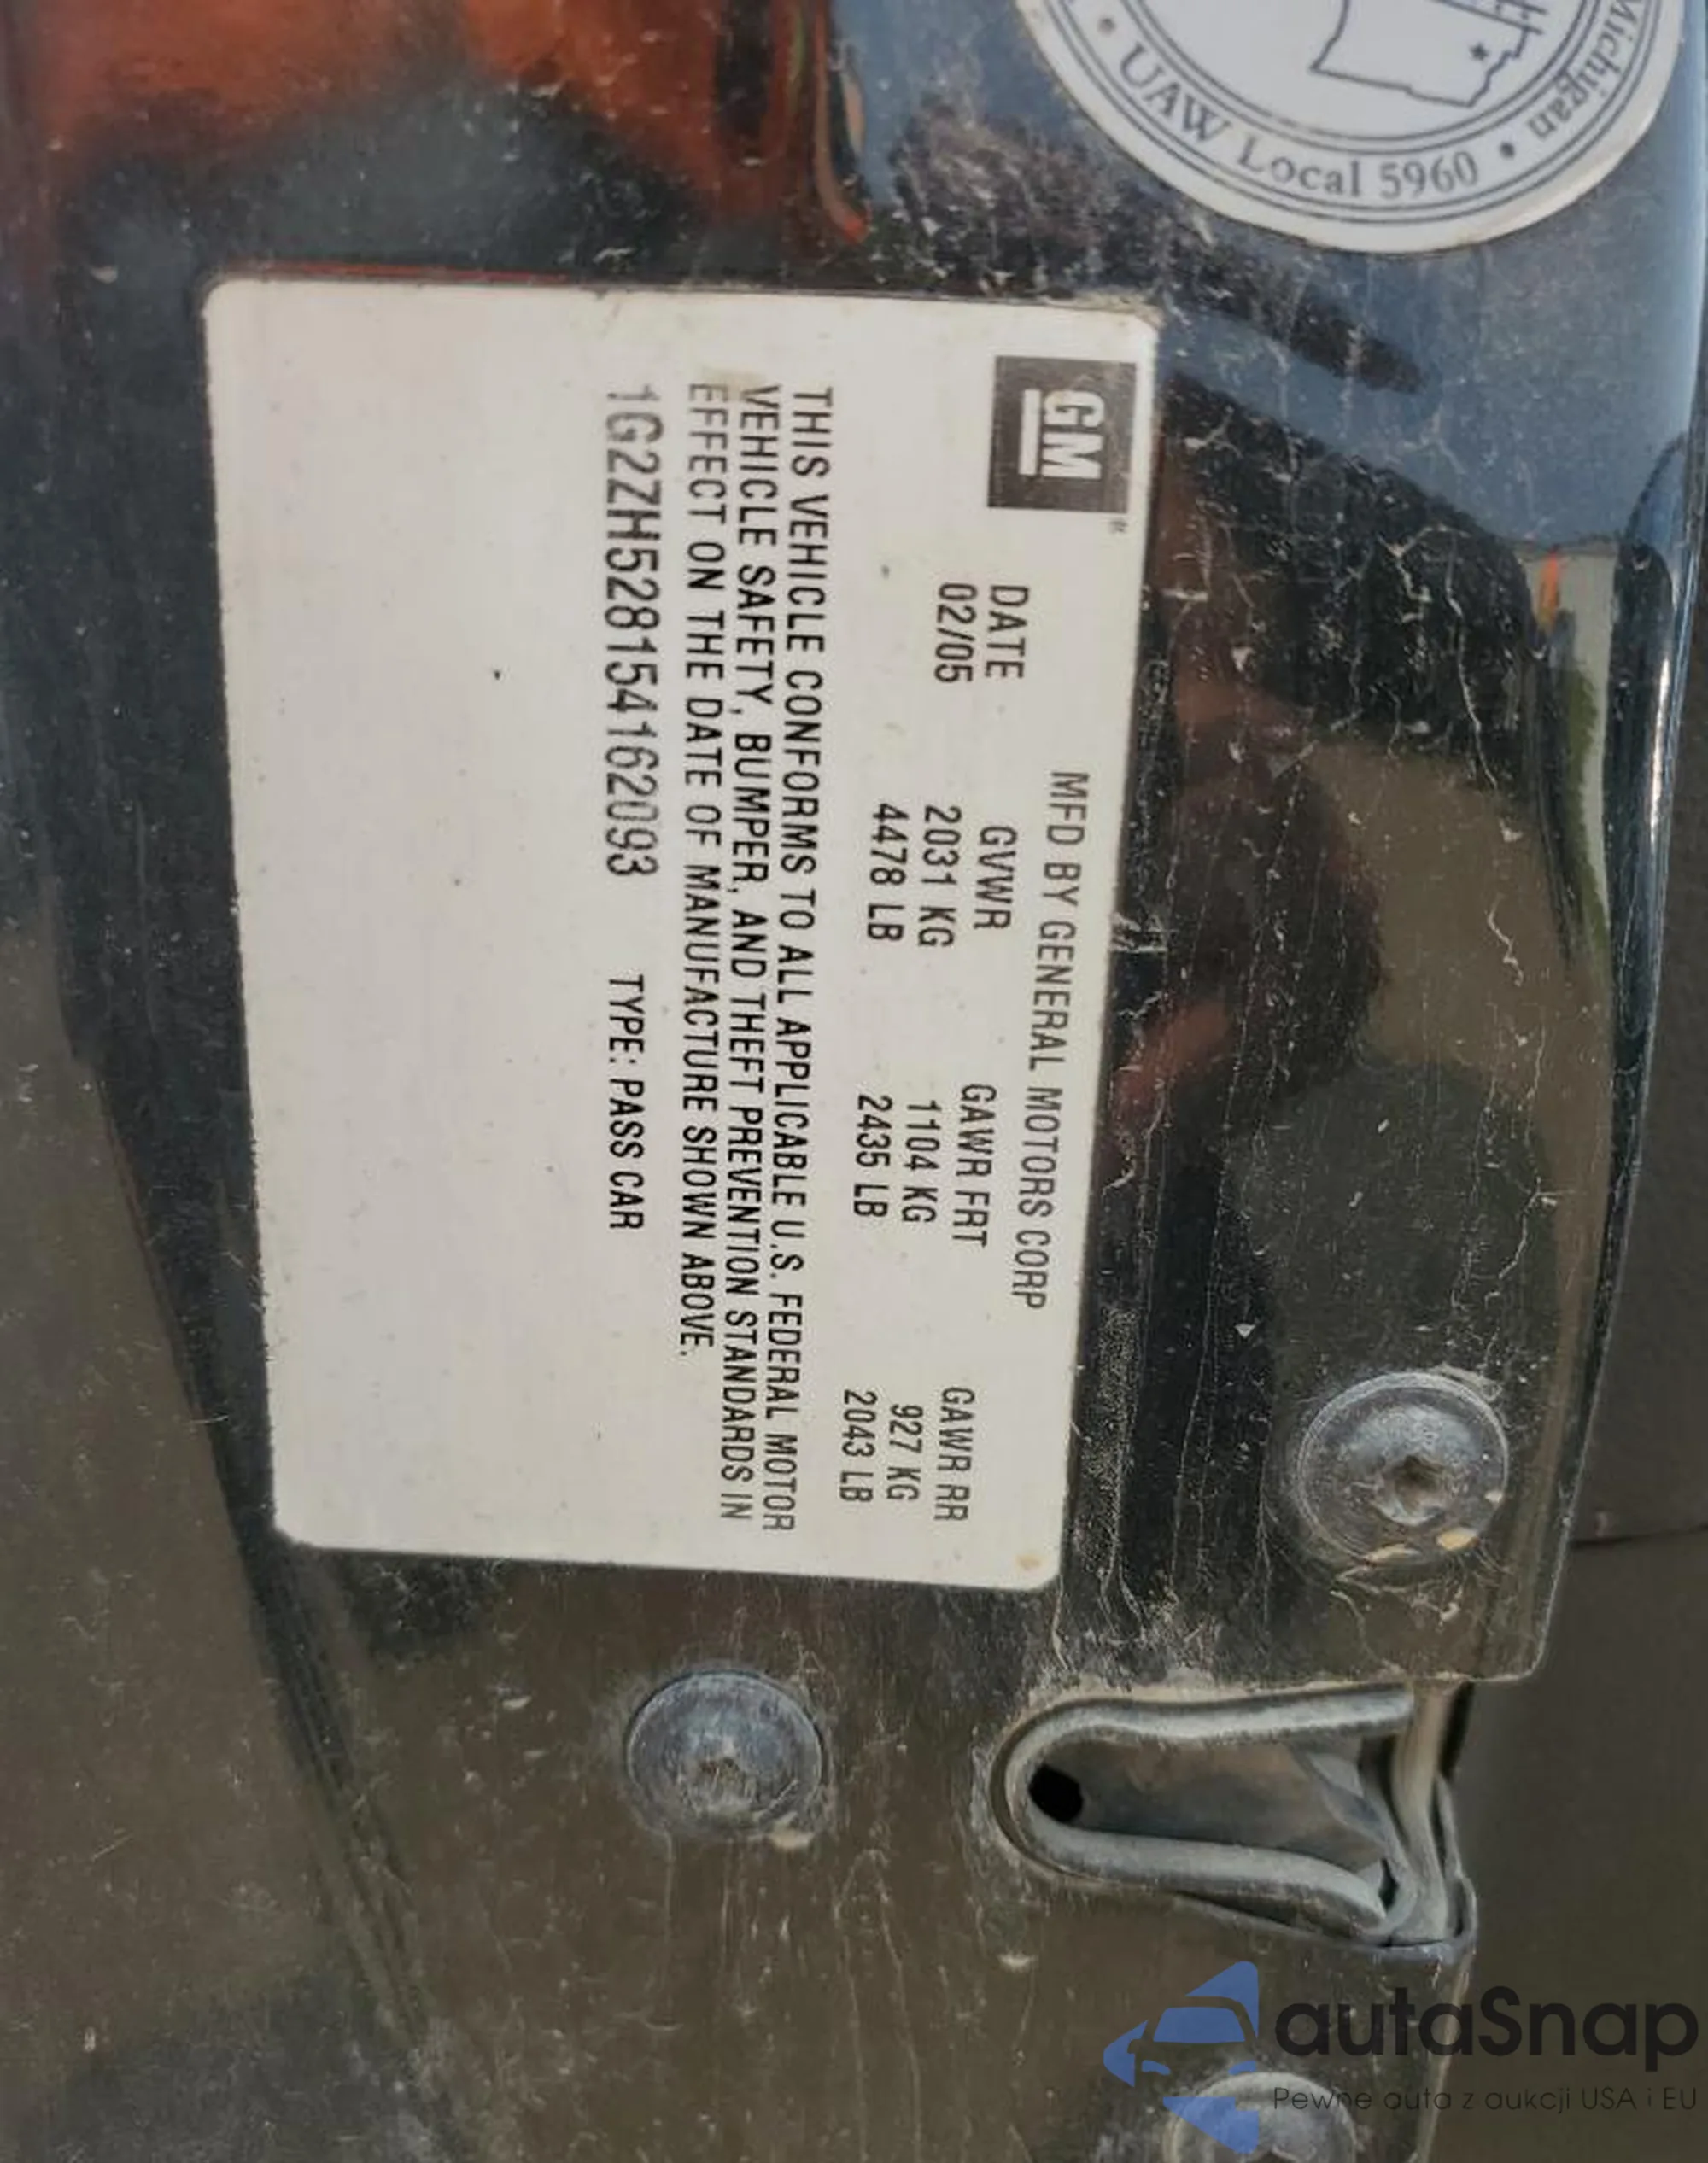 Michigan
• UAW Local 5960 •
GM
MFD BY GENERAL MOTORS CORP
DATE GVWR GAWR FRT GAWR RR
02/05 2031 KG 1104 KG 927 KG
4478 LB 2435 LB 2043 LB
THIS VEHICLE CONFORMS TO ALL APPLICABLE U.S. FEDERAL MOTOR
VEHICLE SAFETY, BUMPER, AND THEFT PREVENTION STANDARDS IN
EFFECT ON THE DATE OF MANUFACTURE SHOWN ABOVE.
1G2ZH528154162093 TYPE: PASS CAR
autaSnap
Pewne auta z aukcji USA i EU